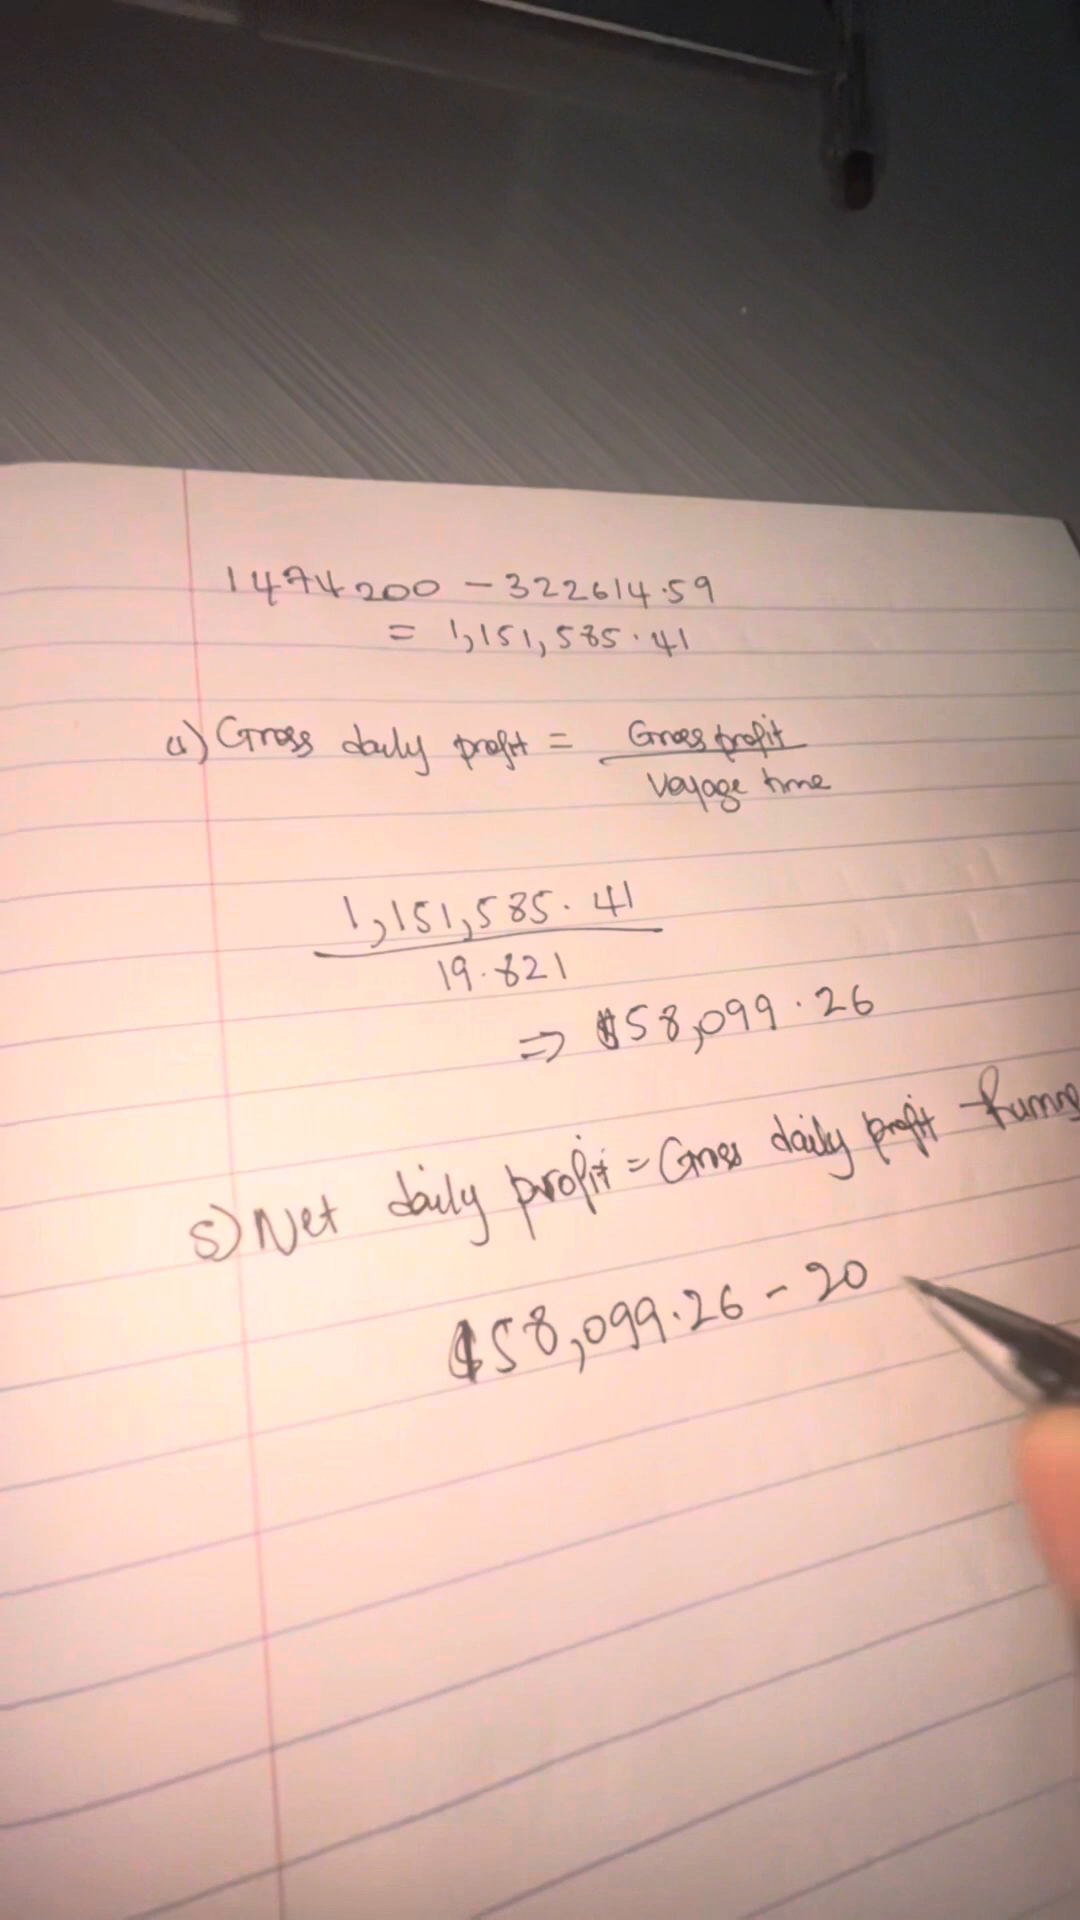 1474200 - 322614.59
= 1,151,585.41
4) Gross daily profit = Gross profit
Voyage time
1,151,585.41
19.821
⇒ $58,099.26
5) Net daily profit = Gross daily profit -
$58,099.26 - 20